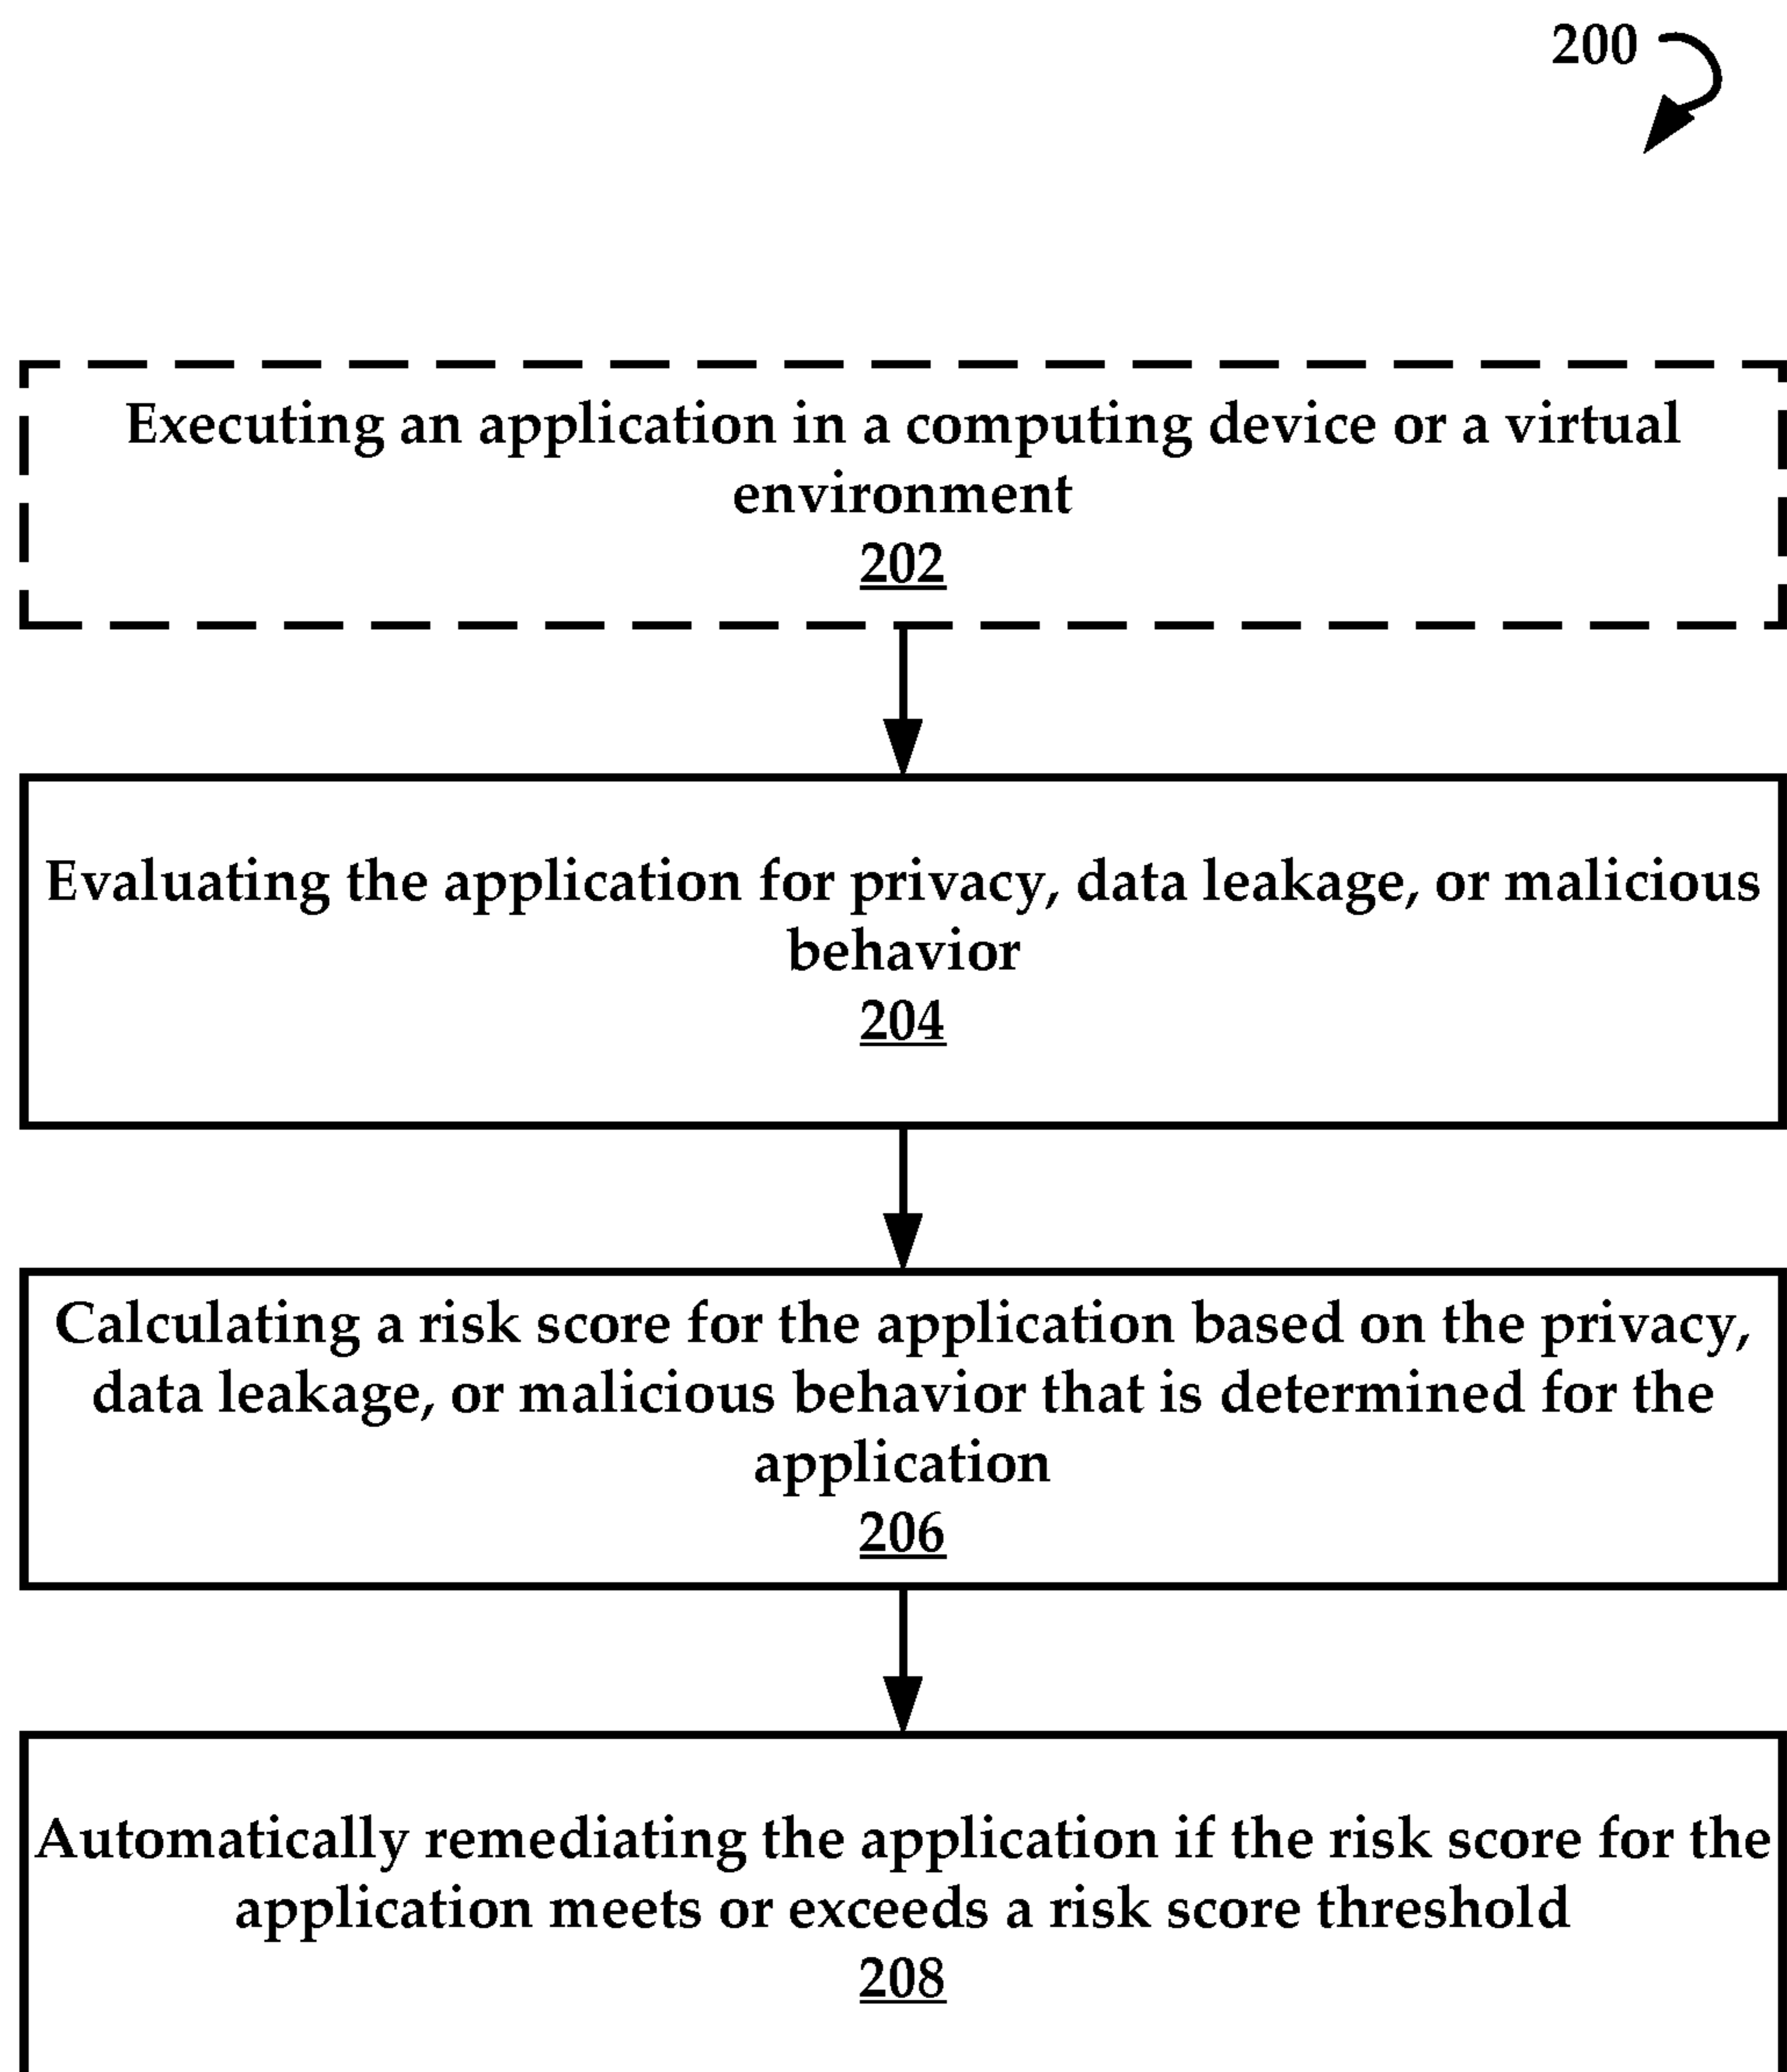 200
Executing an application in a computing device or a virtual
environment
202
Evaluating the application for privacy, data leakage, or malicious
behavior
204
Calculating a risk score for the application based on the privacy,
data leakage, or malicious behavior that is determined for the
application
206
Automatically remediating the application if the risk score for the
application meets or exceeds a risk score threshold
208